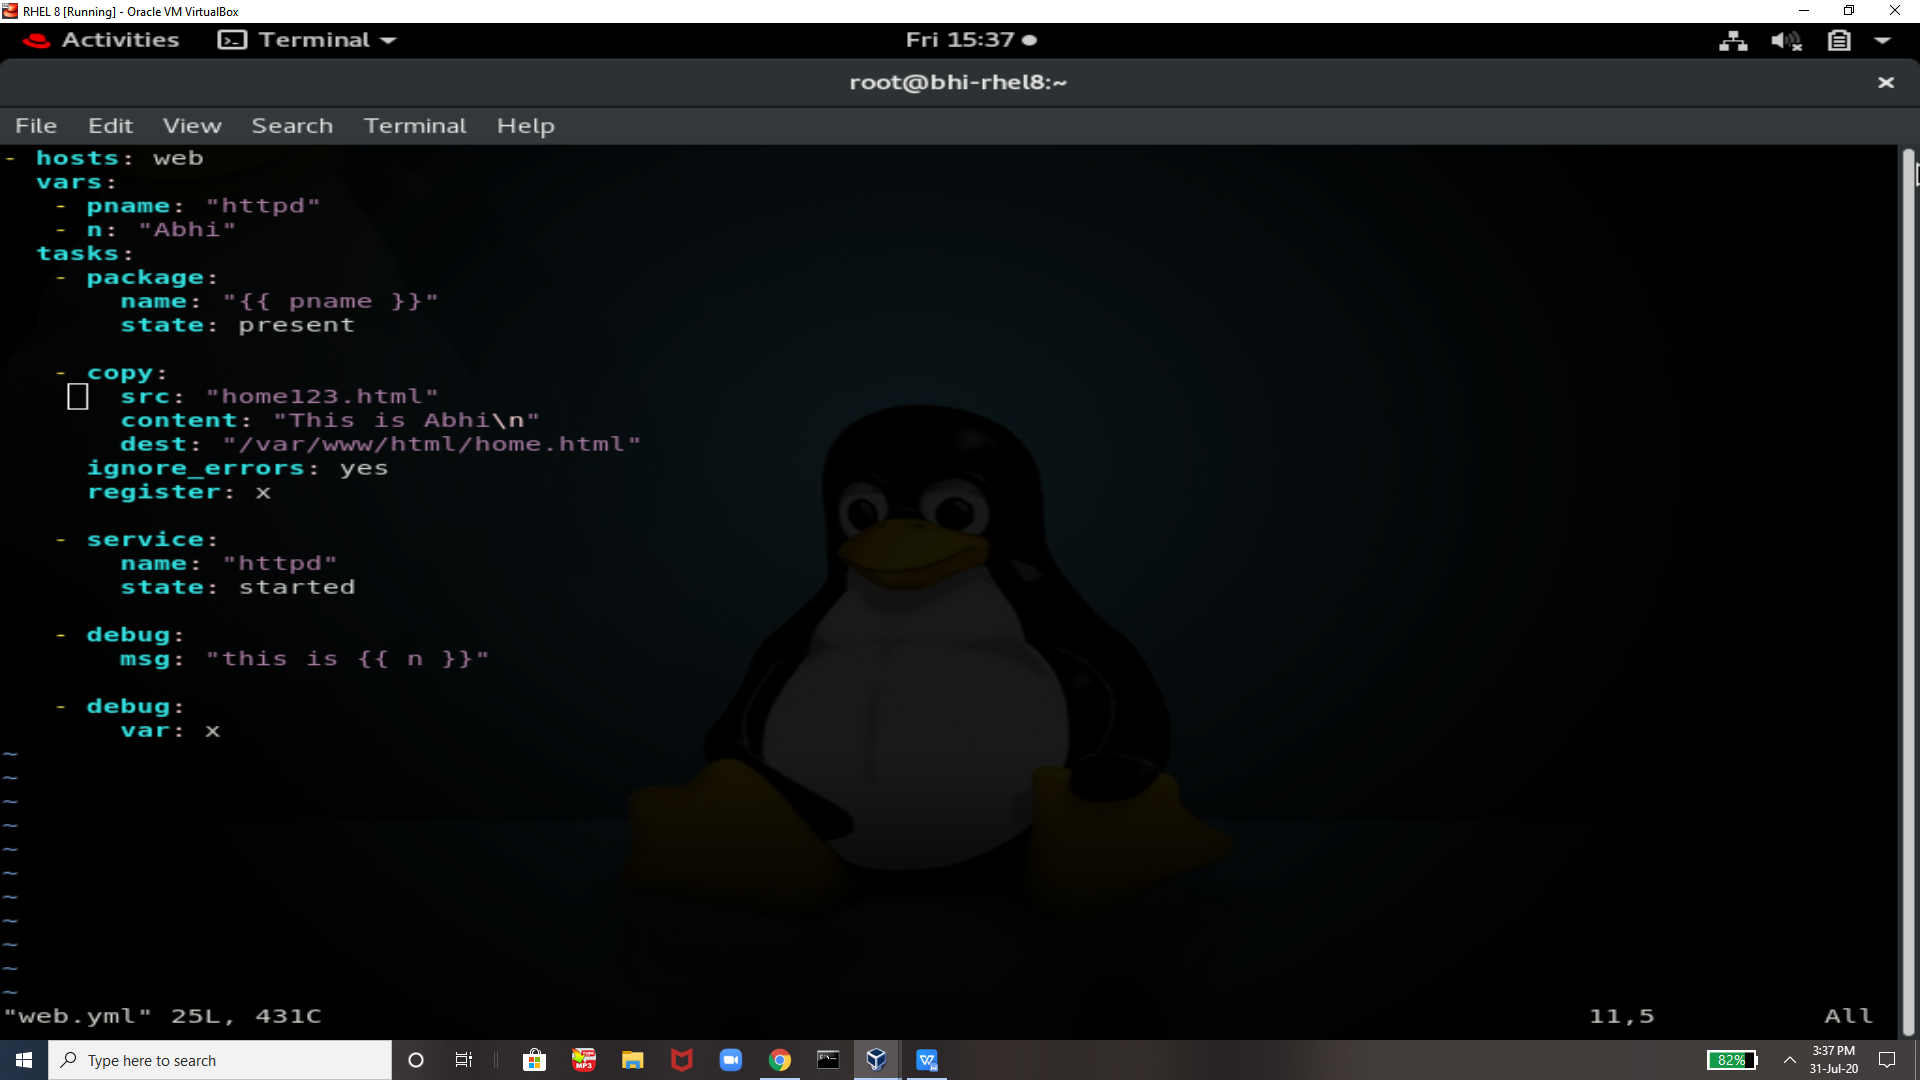 RHEL 8 [Running] - Oracle VM VirtualBox
Activities Terminal Fri 15:37
root@bhi-rhel8:~
File Edit View Search Terminal Help
- hosts: web
  vars:
   - pname: "httpd"
   - n: "Abhi"
  tasks:
   - package:
       name: "{{ pname }}"
       state: present
   - copy:
       src: "home123.html"
       content: "This is Abhi\n"
       dest: "/var/www/html/home.html"
     ignore_errors: yes
     register: x
   - service:
       name: "httpd"
       state: started
   - debug:
       msg: "this is {{ n }}"
   - debug:
       var: x
~
~
~
~
~
~
~
~
~
~
~
"web.yml" 25L, 431C 11,5 All
Type here to search 82% 3:37 PM
31-Jul-20